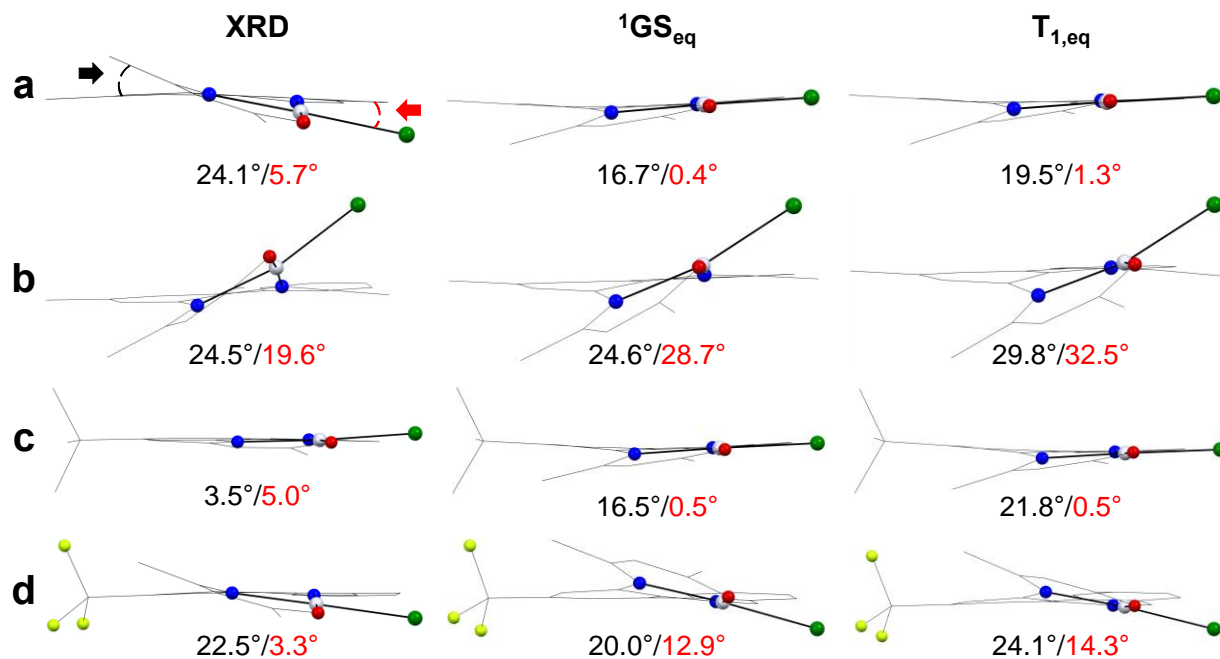 XRD ¹GSeq T₁,eq
a
24.1°/5.7° 16.7°/0.4° 19.5°/1.3°
b
24.5°/19.6° 24.6°/28.7° 29.8°/32.5°
c
3.5°/5.0° 16.5°/0.5° 21.8°/0.5°
d
22.5°/3.3° 20.0°/12.9° 24.1°/14.3°